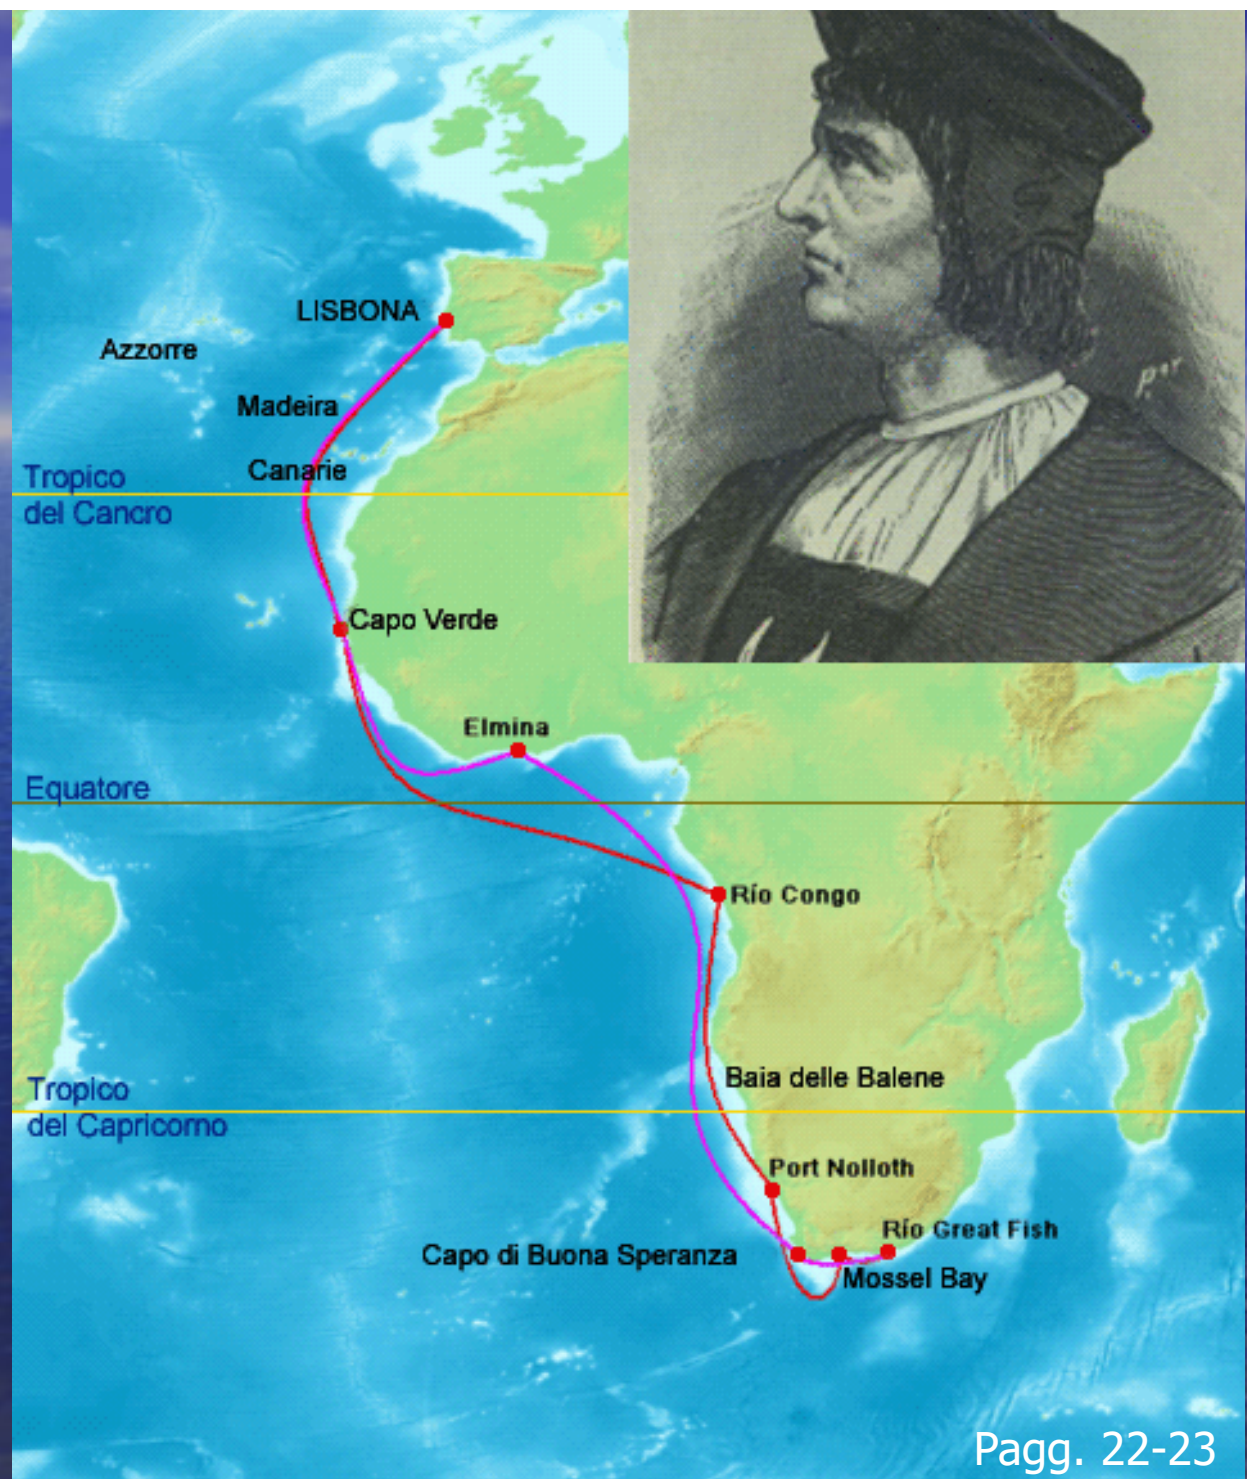 LISBONA
Azzorre
Madeira
Canarie
Tropico
del Cancro
Capo Verde
Elmina
Equatore
Río Congo
Baia delle Balene
Tropico
del Capricorno
Port Nolloth
Río Great Fish
Capo di Buona Speranza
Mossel Bay
Pagg. 22-23